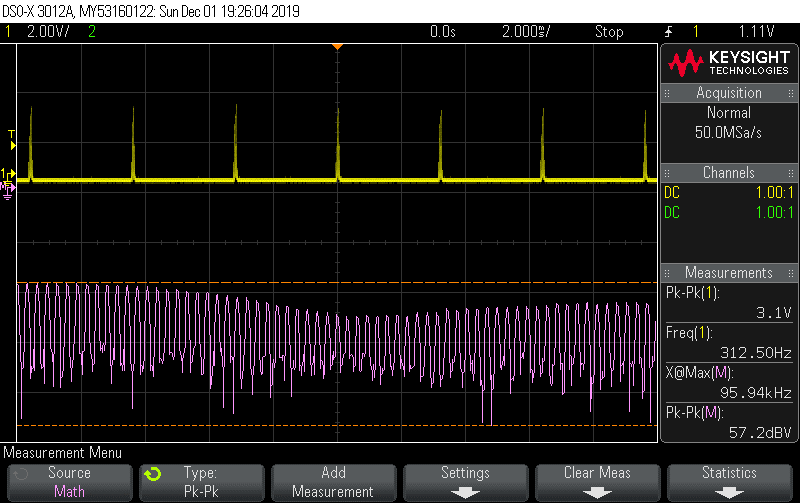 DSO-X 3012A, MY53160122: Sun Dec 01 19:26:04 2019
1 2.00V/ 2 0.0s 2.000%/ Stop 1 1.11V
KEYSIGHT
TECHNOLOGIES
Acquisition
Normal
50.0MSa/s
Channels
DC 1.00:1
DC 1.00:1
Measurements
Pk-Pk(1):
3.1V
Freq(1):
312.50Hz
X@Max(M):
95.94kHz
Pk-Pk(M):
57.2dBV
T
1
M
Measurement Menu
Source
Math
Type:
Pk-Pk
Add
Measurement
Settings
Clear Meas
Statistics